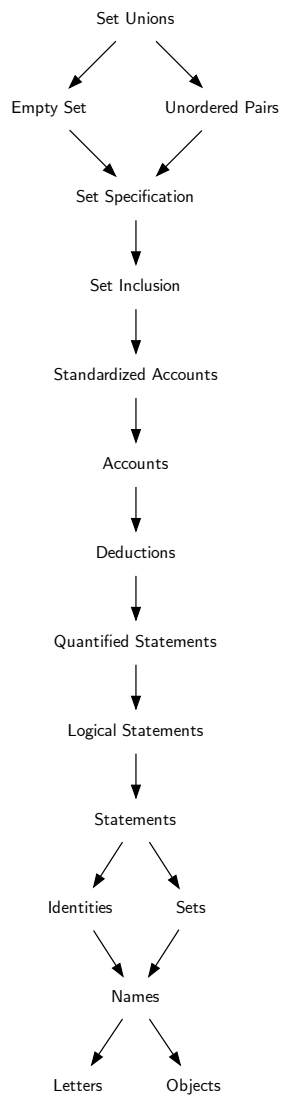 Set Unions
Empty Set
Unordered Pairs
Set Specification
Set Inclusion
Standardized Accounts
Accounts
Deductions
Quantified Statements
Logical Statements
Statements
Identities
Sets
Names
Letters
Objects